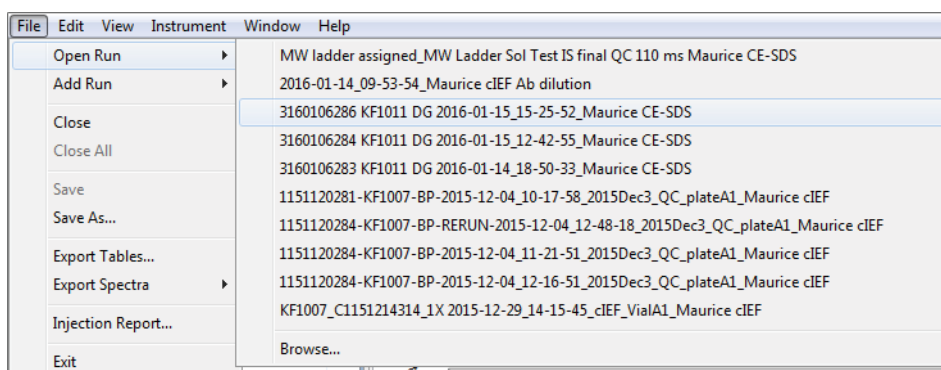 File Edit View Instrument Window Help
Open Run
Add Run
Close
Close All
Save
Save As...
Export Tables...
Export Spectra
Injection Report...
Exit
MW ladder assigned_MW Ladder Sol Test IS final QC 110 ms Maurice CE-SDS
2016-01-14_09-53-54_Maurice cIEF Ab dilution
3160106286 KF1011 DG 2016-01-15_15-25-52_Maurice CE-SDS
3160106284 KF1011 DG 2016-01-15_12-42-55_Maurice CE-SDS
3160106283 KF1011 DG 2016-01-14_18-50-33_Maurice CE-SDS
1151120281-KF1007-BP-2015-12-04_10-17-58_2015Dec3_QC_plateA1_Maurice cIEF
1151120284-KF1007-BP-RERUN-2015-12-04_12-48-18_2015Dec3_QC_plateA1_Maurice cIEF
1151120284-KF1007-BP-2015-12-04_11-21-51_2015Dec3_QC_plateA1_Maurice cIEF
1151120284-KF1007-BP-2015-12-04_12-16-51_2015Dec3_QC_plateA1_Maurice cIEF
KF1007_C1151214314_1X 2015-12-29_14-15-45_cIEF_VialA1_Maurice cIEF
Browse...